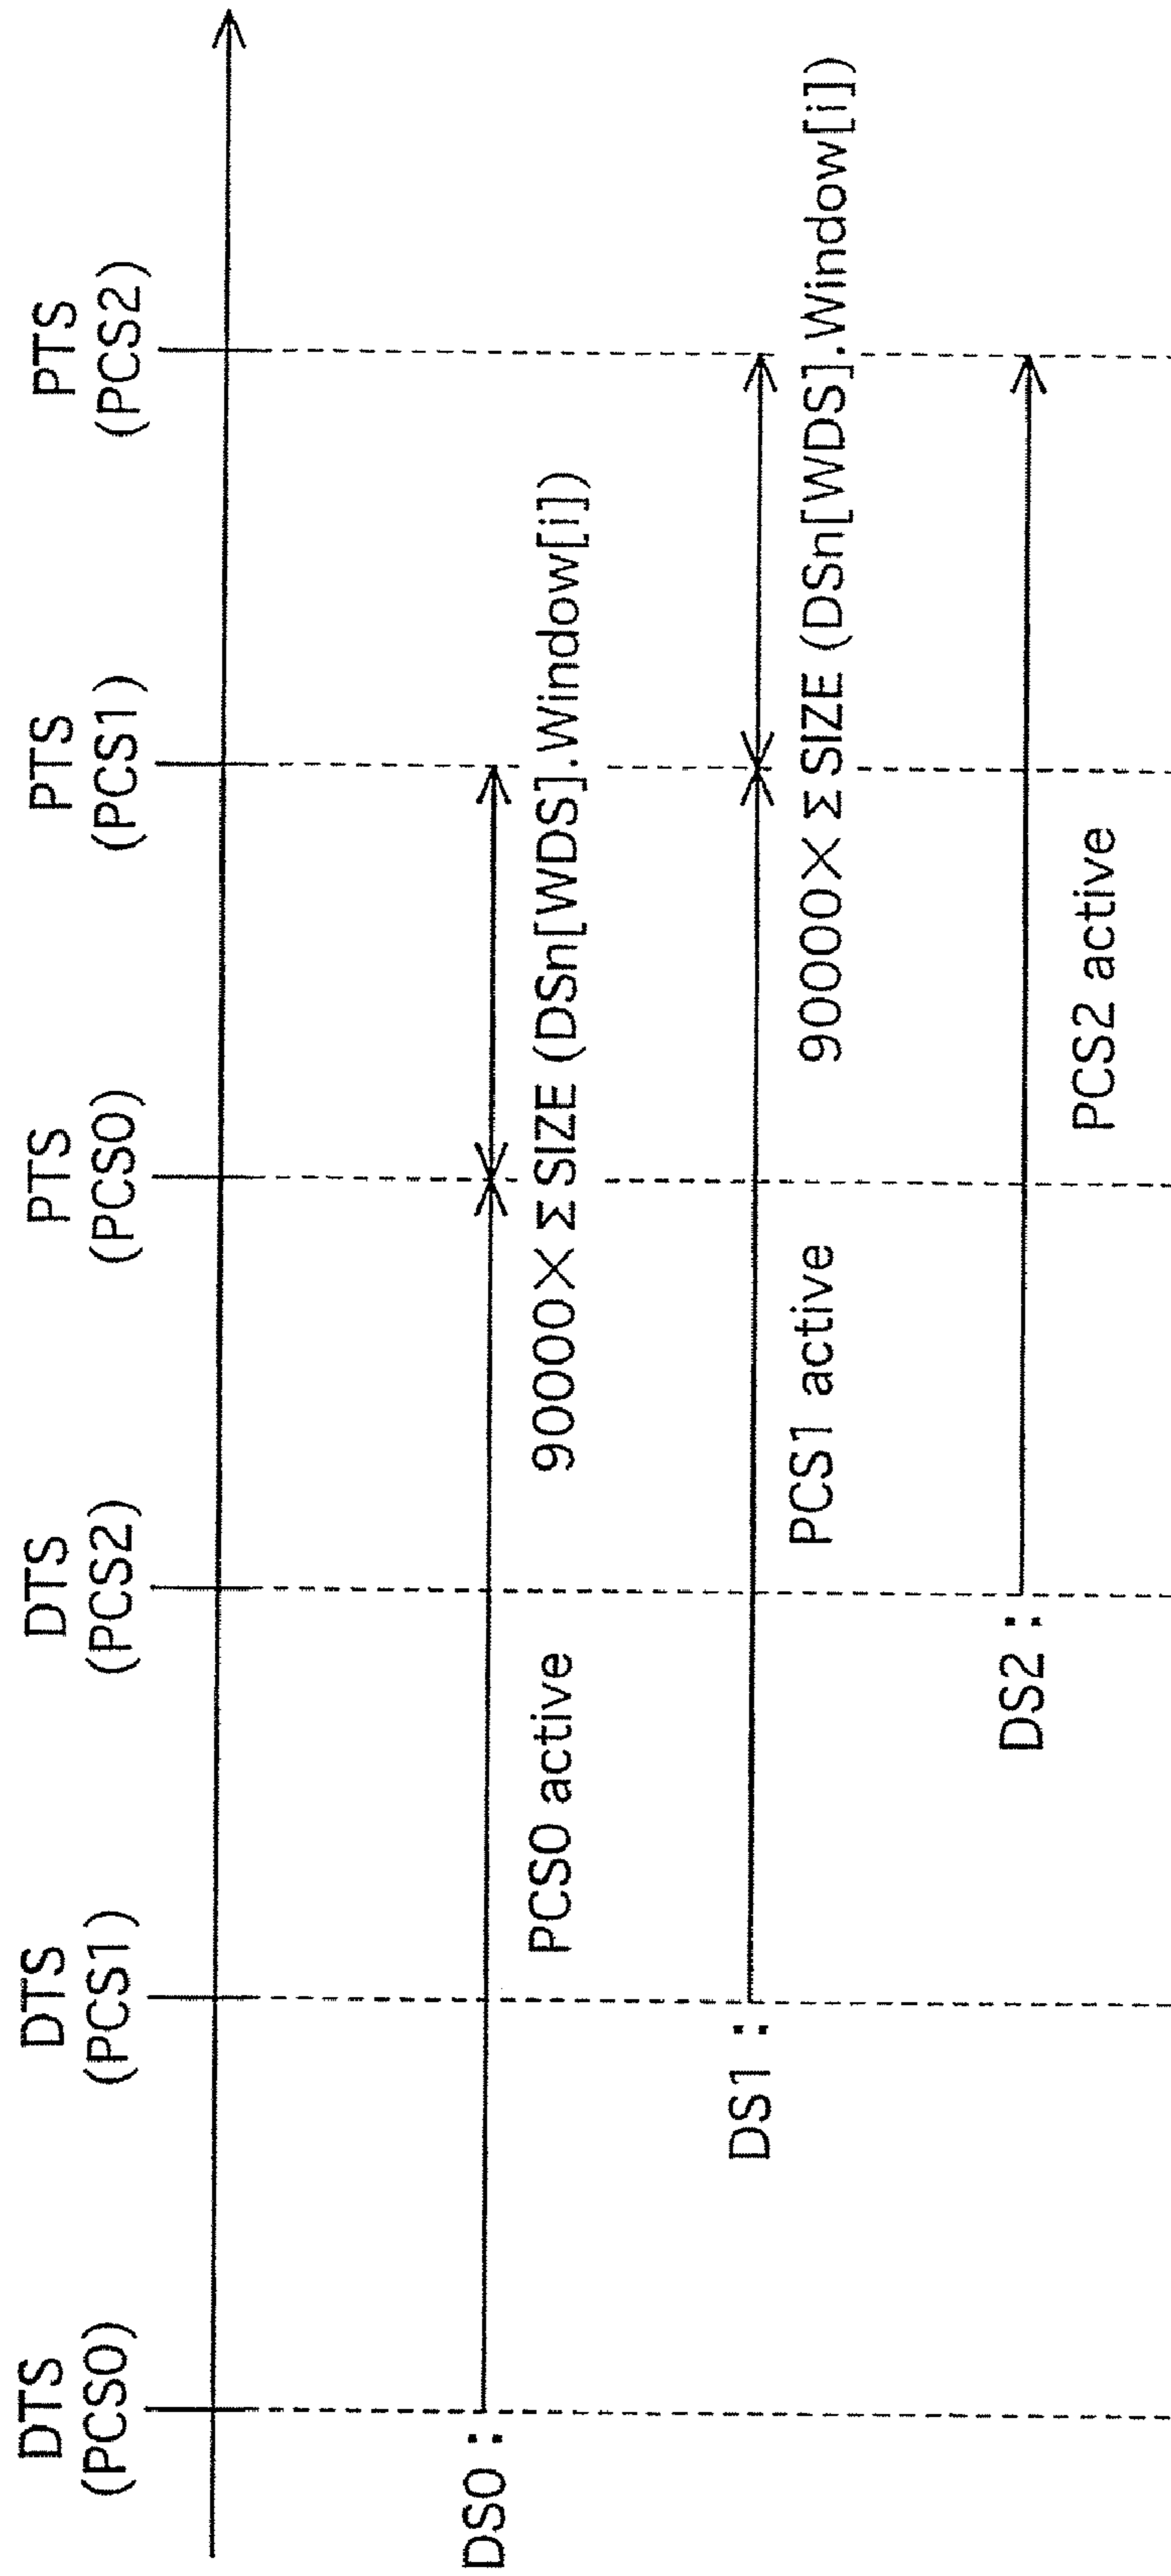 DTS
(PCS0)
DTS
(PCS1)
DTS
(PCS2)
PTS
(PCS0)
PTS
(PCS1)
PTS
(PCS2)
DS0 :
PCS0 active
90000×ΣSIZE (DSn[WDS].Window[i])
DS1 :
PCS1 active
90000×ΣSIZE (DSn[WDS].Window[i])
DS2 :
PCS2 active